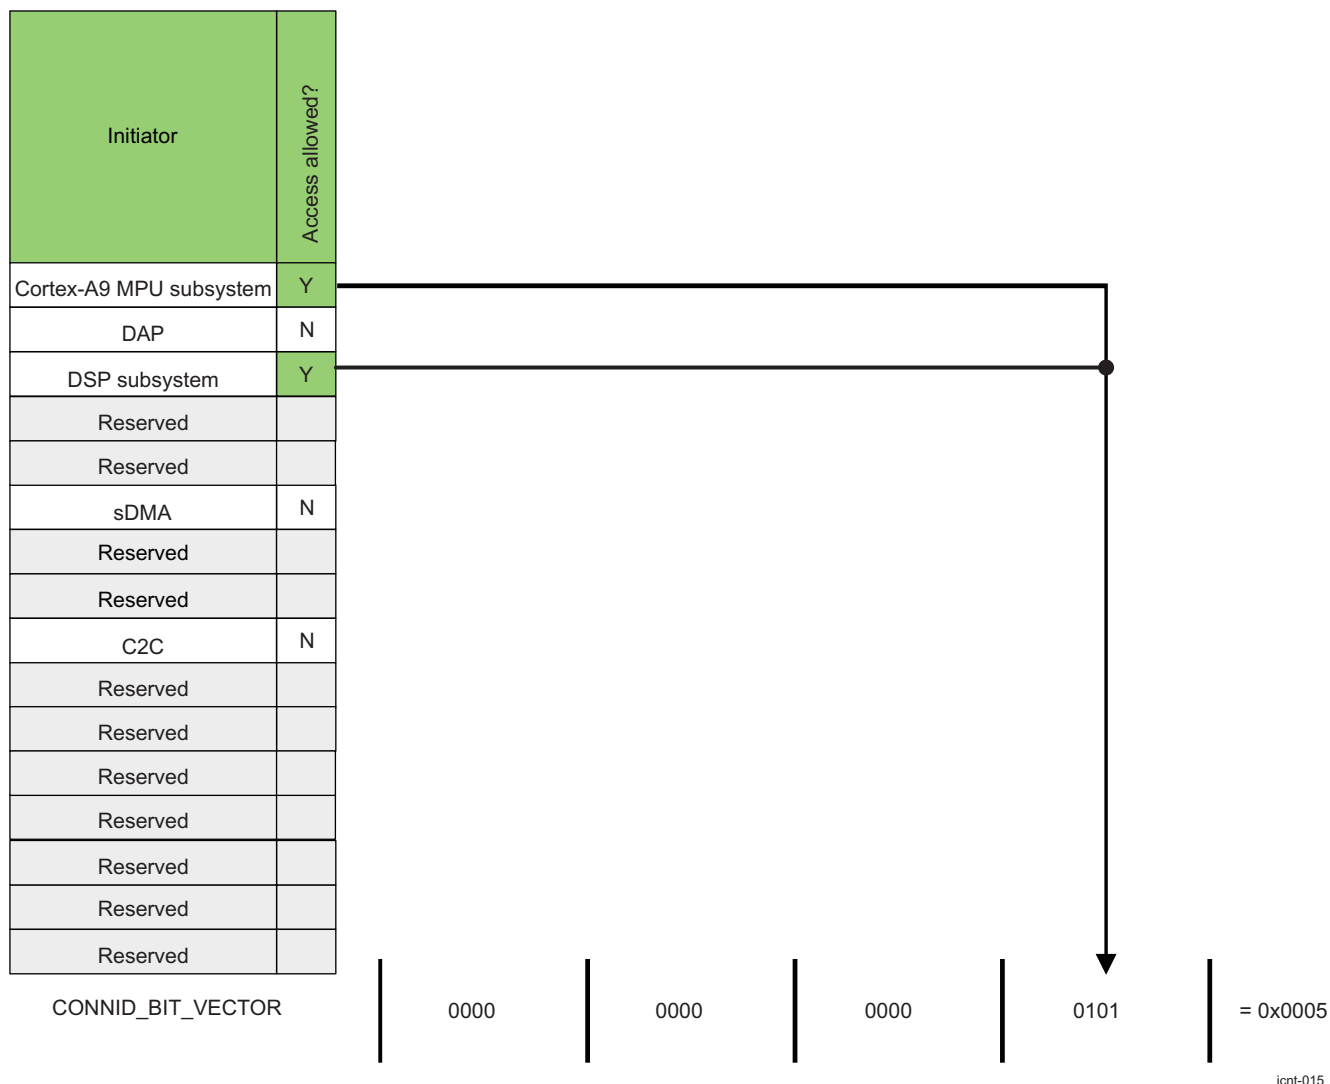 Initiator
Access allowed?
Cortex-A9 MPU subsystem Y
DAP N
DSP subsystem Y
Reserved
Reserved
sDMA N
Reserved
Reserved
C2C N
Reserved
Reserved
Reserved
Reserved
Reserved
Reserved
Reserved
CONNID_BIT_VECTOR 0000 0000 0000 0101 = 0x0005
icnt-015